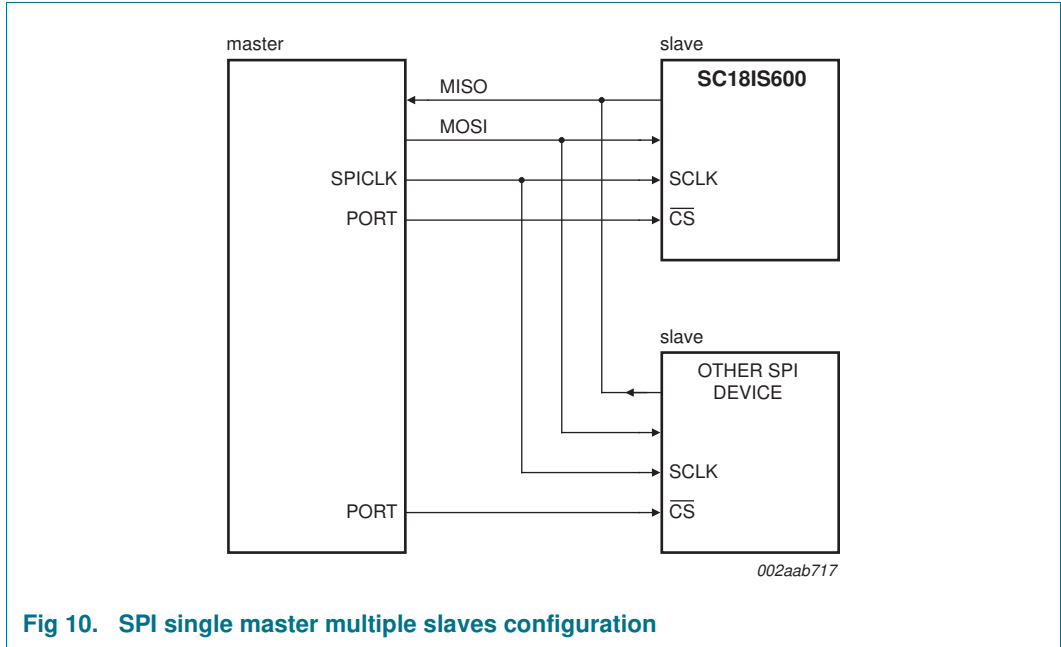 master
slave
SC18IS600
MISO
MOSI
SPICLK
SCLK
PORT
CS
slave
OTHER SPI
DEVICE
SCLK
PORT
CS
002aab717
Fig 10. SPI single master multiple slaves configuration